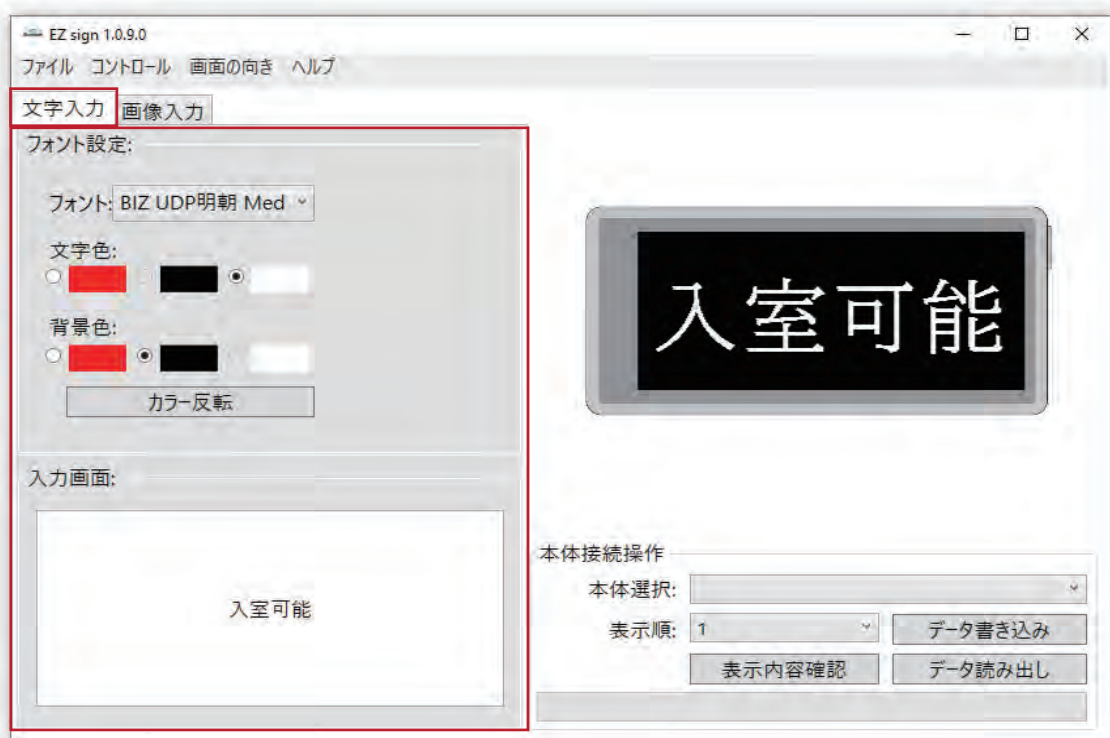 EZ sign 1.0.9.0
ファイル コントロール 画面の向き ヘルプ
文字入力 画像入力
フォント設定:
フォント: BIZ UDP明朝 Med
文字色:
背景色:
カラー反転
入力画面:
入室可能
入室可能
本体接続操作
本体選択:
表示順: 1 データ書き込み
表示内容確認 データ読み出し